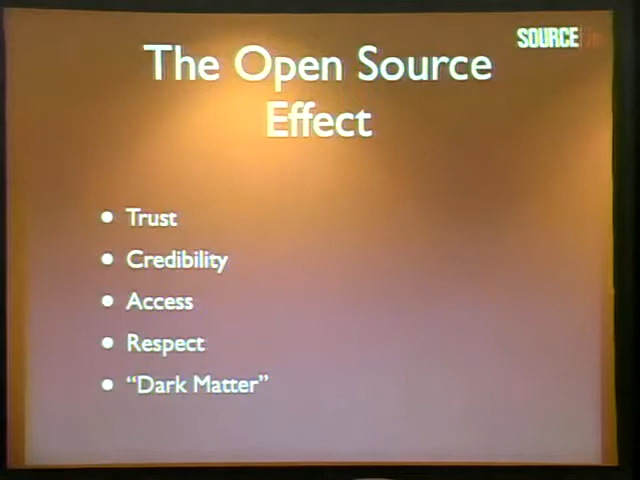 SOURCE
The Open Source
Effect
• Trust
• Credibility
• Access
• Respect
• “Dark Matter”